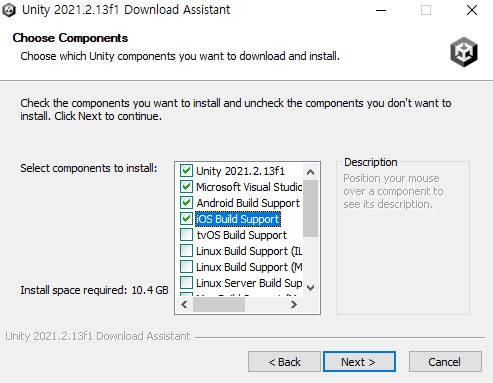 Unity 2021.2.13f1 Download Assistant
Choose Components
Choose which Unity components you want to download and install.
Check the components you want to install and uncheck the components you don't want to
install. Click Next to continue.
Select components to install:
Unity 2021.2.13f1
Microsoft Visual Studio
Android Build Support
iOS Build Support
tvOS Build Support
Linux Build Support (IL
Linux Build Support (M
Linux Server Build Sup
Description
Position your mouse
over a component to
see its description.
Install space required: 10.4 GB
Unity 2021.2.13f1 Download Assistant
< Back
Next >
Cancel